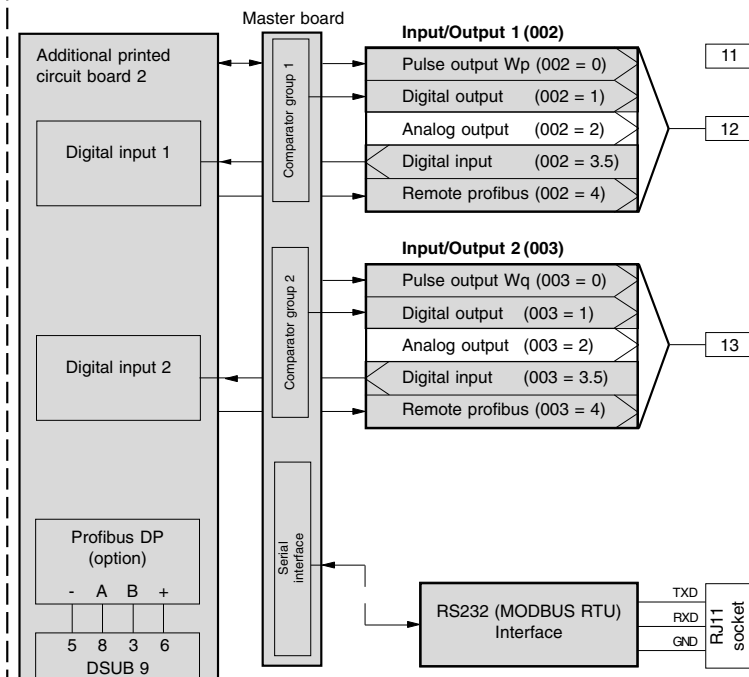 Master board
Additional printed
circuit board 2
Digital input 1
Digital input 2
Profibus DP
(option)
- A B +
5 8 3 6
DSUB 9
Comparator group 1
Comparator group 2
Serial
interface
Input/Output 1 (002)
Pulse output Wp (002 = 0)
Digital output (002 = 1)
Analog output (002 = 2)
Digital input (002 = 3.5)
Remote profibus (002 = 4)
11
12
Input/Output 2 (003)
Pulse output Wq (003 = 0)
Digital output (003 = 1)
Analog output (003 = 2)
Digital input (003 = 3.5)
Remote profibus (003 = 4)
13
RS232 (MODBUS RTU)
Interface
TXD
RXD
GND
RJ11
socket